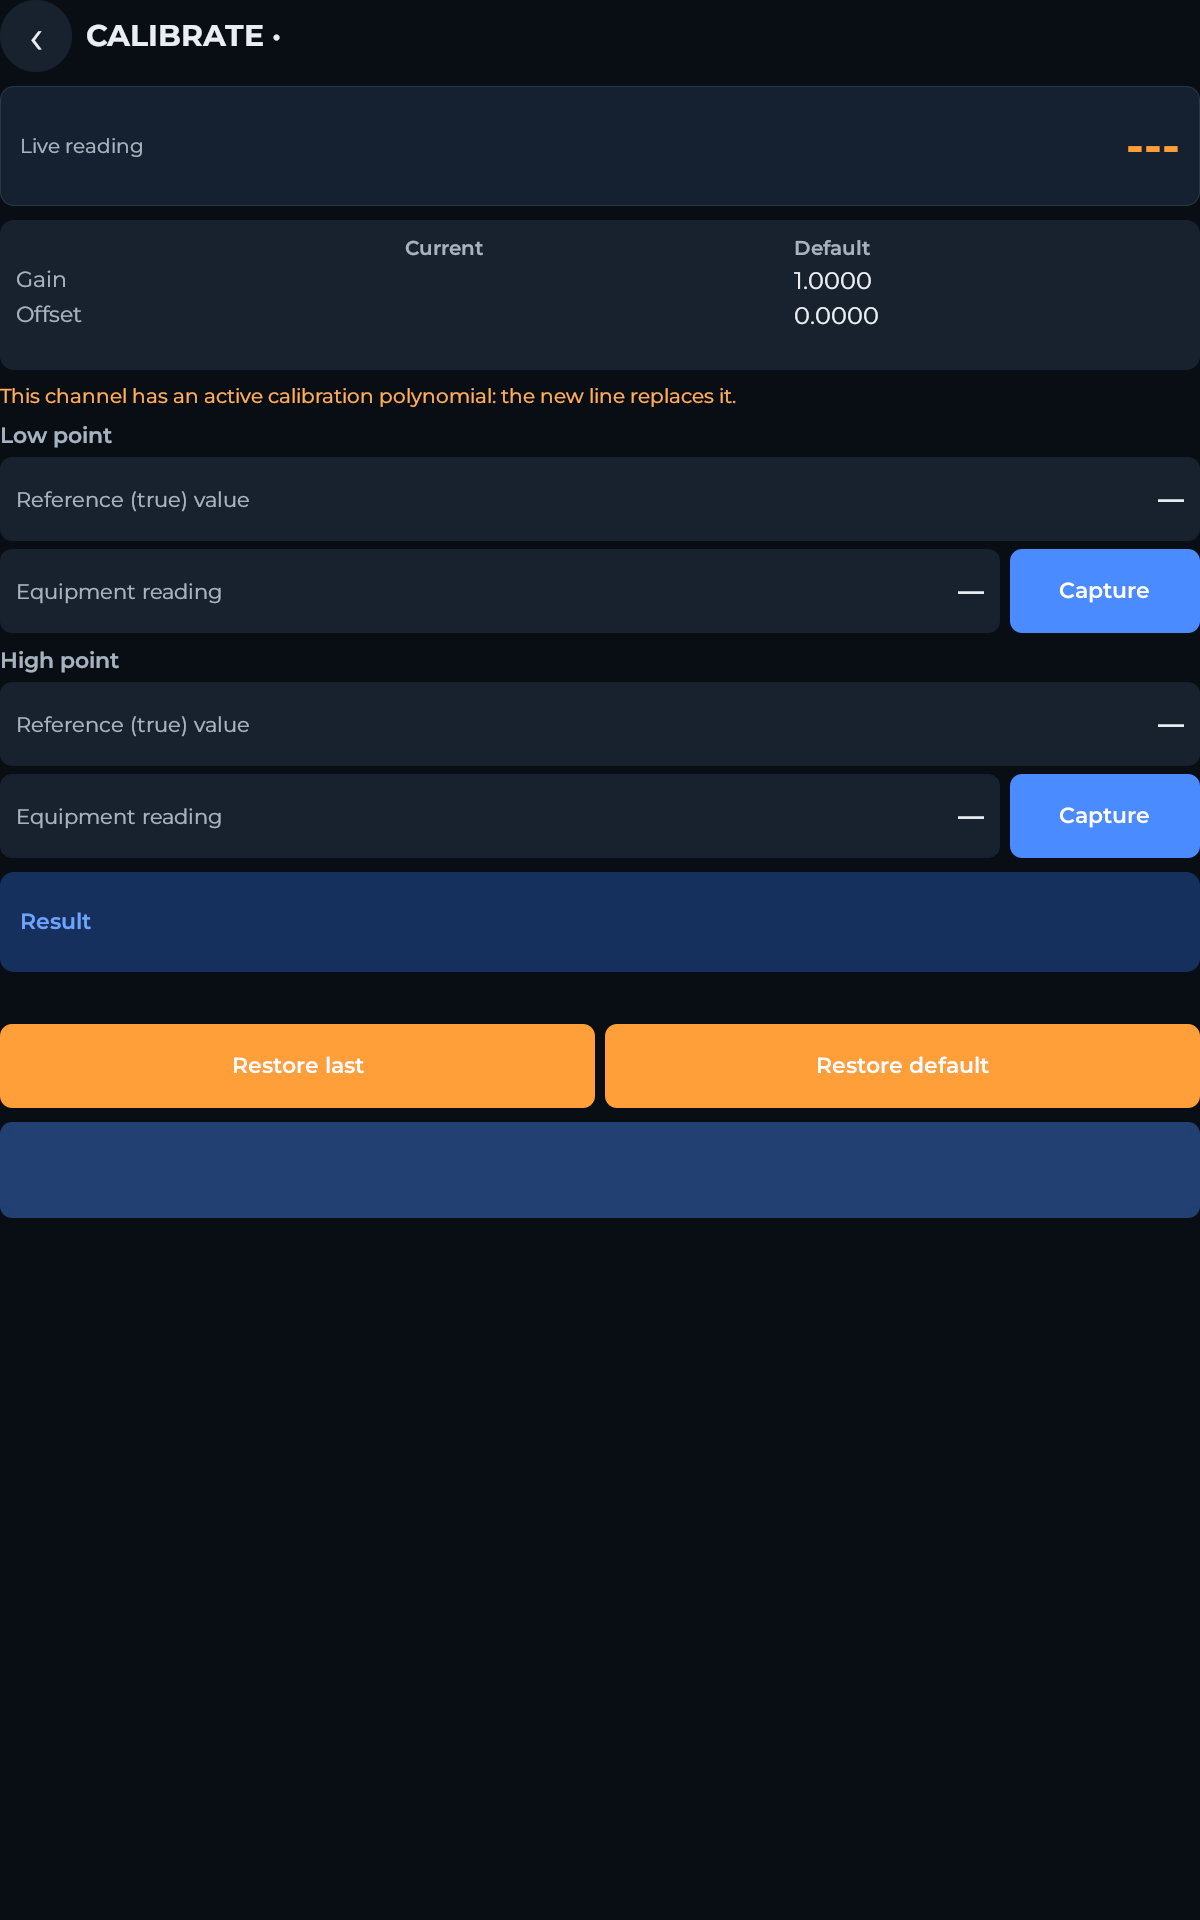 ‹ CALIBRATE •
Live reading ---
Current Default
Gain 1.0000
Offset 0.0000
This channel has an active calibration polynomial: the new line replaces it.
Low point
Reference (true) value —
Equipment reading — Capture
High point
Reference (true) value —
Equipment reading — Capture
Result
Restore last Restore default